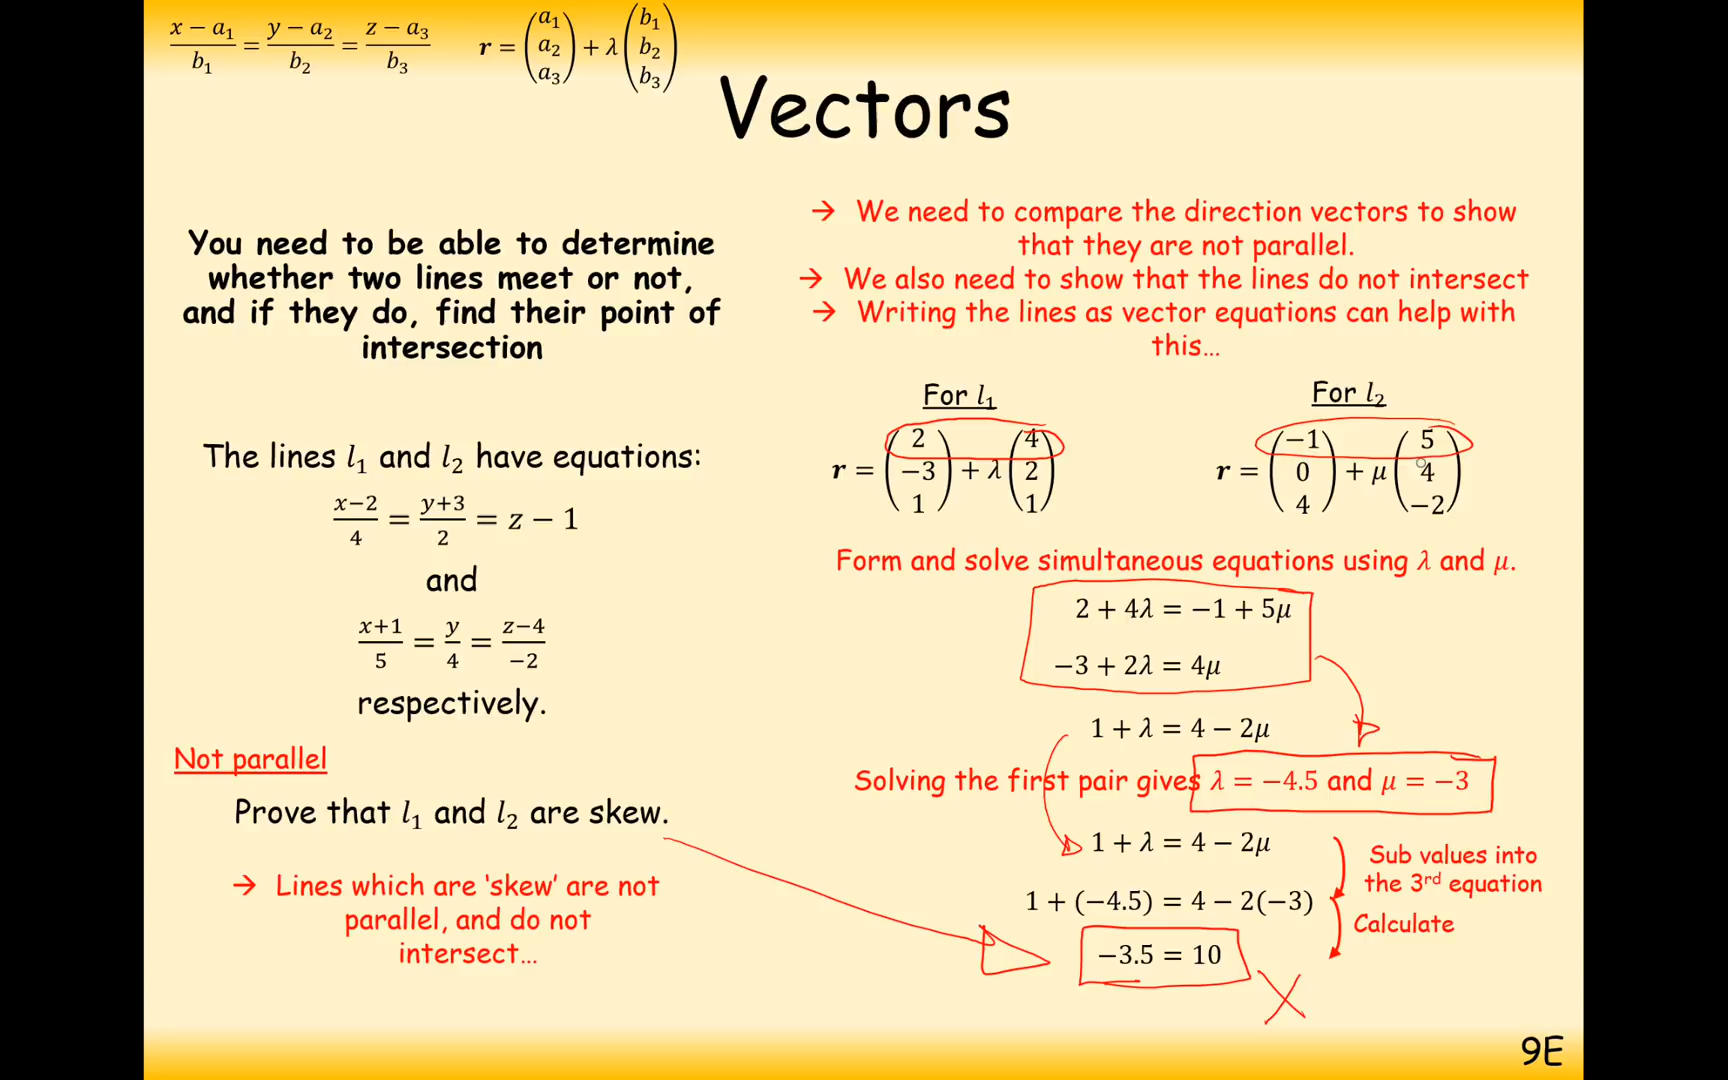 (x − a₁)/b₁ = (y − a₂)/b₂ = (z − a₃)/b₃    r = (a₁, a₂, a₃) + λ(b₁, b₂, b₃)
Vectors
You need to be able to determine
whether two lines meet or not,
and if they do, find their point of
intersection
The lines l₁ and l₂ have equations:
(x−2)/4 = (y+3)/2 = z − 1
and
(x+1)/5 = y/4 = (z−4)/−2
respectively.
Not parallel
Prove that l₁ and l₂ are skew.
→ Lines which are ‘skew’ are not
parallel, and do not
intersect…
→ We need to compare the direction vectors to show
that they are not parallel.
→ We also need to show that the lines do not intersect
→ Writing the lines as vector equations can help with
this…
For l₁
r = (2, −3, 1) + λ(4, 2, 1)
For l₂
r = (−1, 0, 4) + μ(5, 4, −2)
Form and solve simultaneous equations using λ and μ.
2 + 4λ = −1 + 5μ
−3 + 2λ = 4μ
1 + λ = 4 − 2μ
Solving the first pair gives λ = −4.5 and μ = −3
1 + λ = 4 − 2μ
1 + (−4.5) = 4 − 2(−3)
−3.5 = 10
Sub values into
the 3rd equation
Calculate
9E